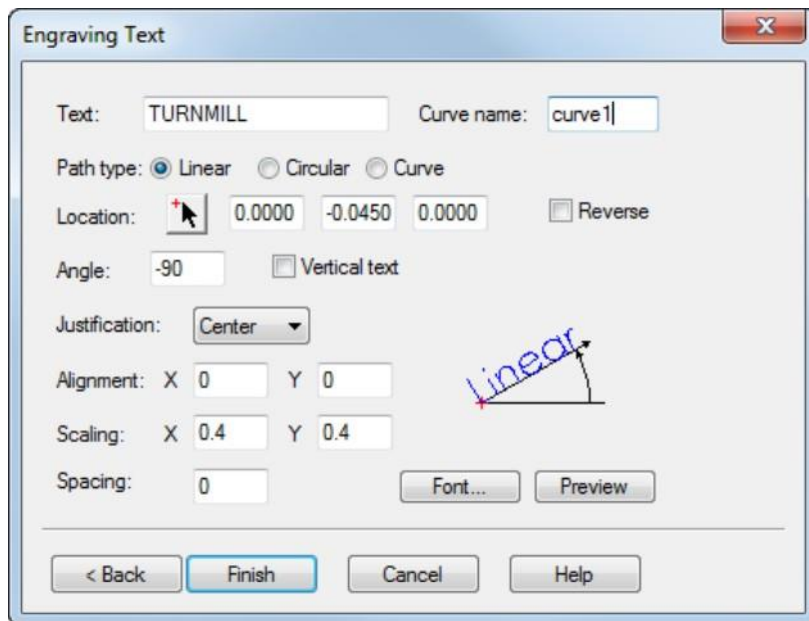 Engraving Text
Text: TURNMILL Curve name: curve1
Path type: Linear Circular Curve
Location: 0.0000 -0.0450 0.0000 Reverse
Angle: -90 Vertical text
Justification: Center
Linear
Alignment: X 0 Y 0
Scaling: X 0.4 Y 0.4
Spacing: 0 Font... Preview
< Back Finish Cancel Help